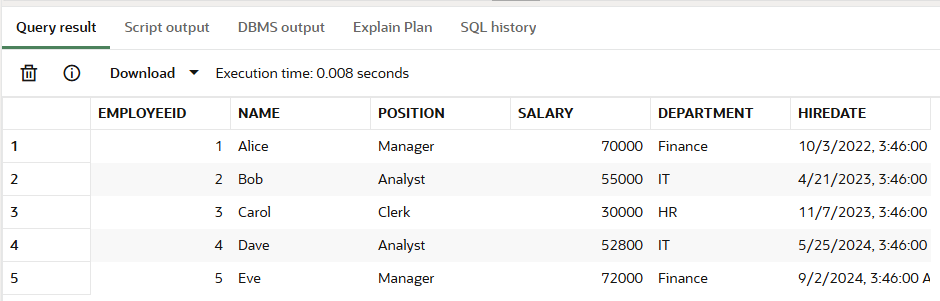 Query result Script output DBMS output Explain Plan SQL history
Download Execution time: 0.008 seconds
EMPLOYEEID NAME POSITION SALARY DEPARTMENT HIREDATE
1 1 Alice Manager 70000 Finance 10/3/2022, 3:46:00
2 2 Bob Analyst 55000 IT 4/21/2023, 3:46:00
3 3 Carol Clerk 30000 HR 11/7/2023, 3:46:00
4 4 Dave Analyst 52800 IT 5/25/2024, 3:46:00
5 5 Eve Manager 72000 Finance 9/2/2024, 3:46:00 A